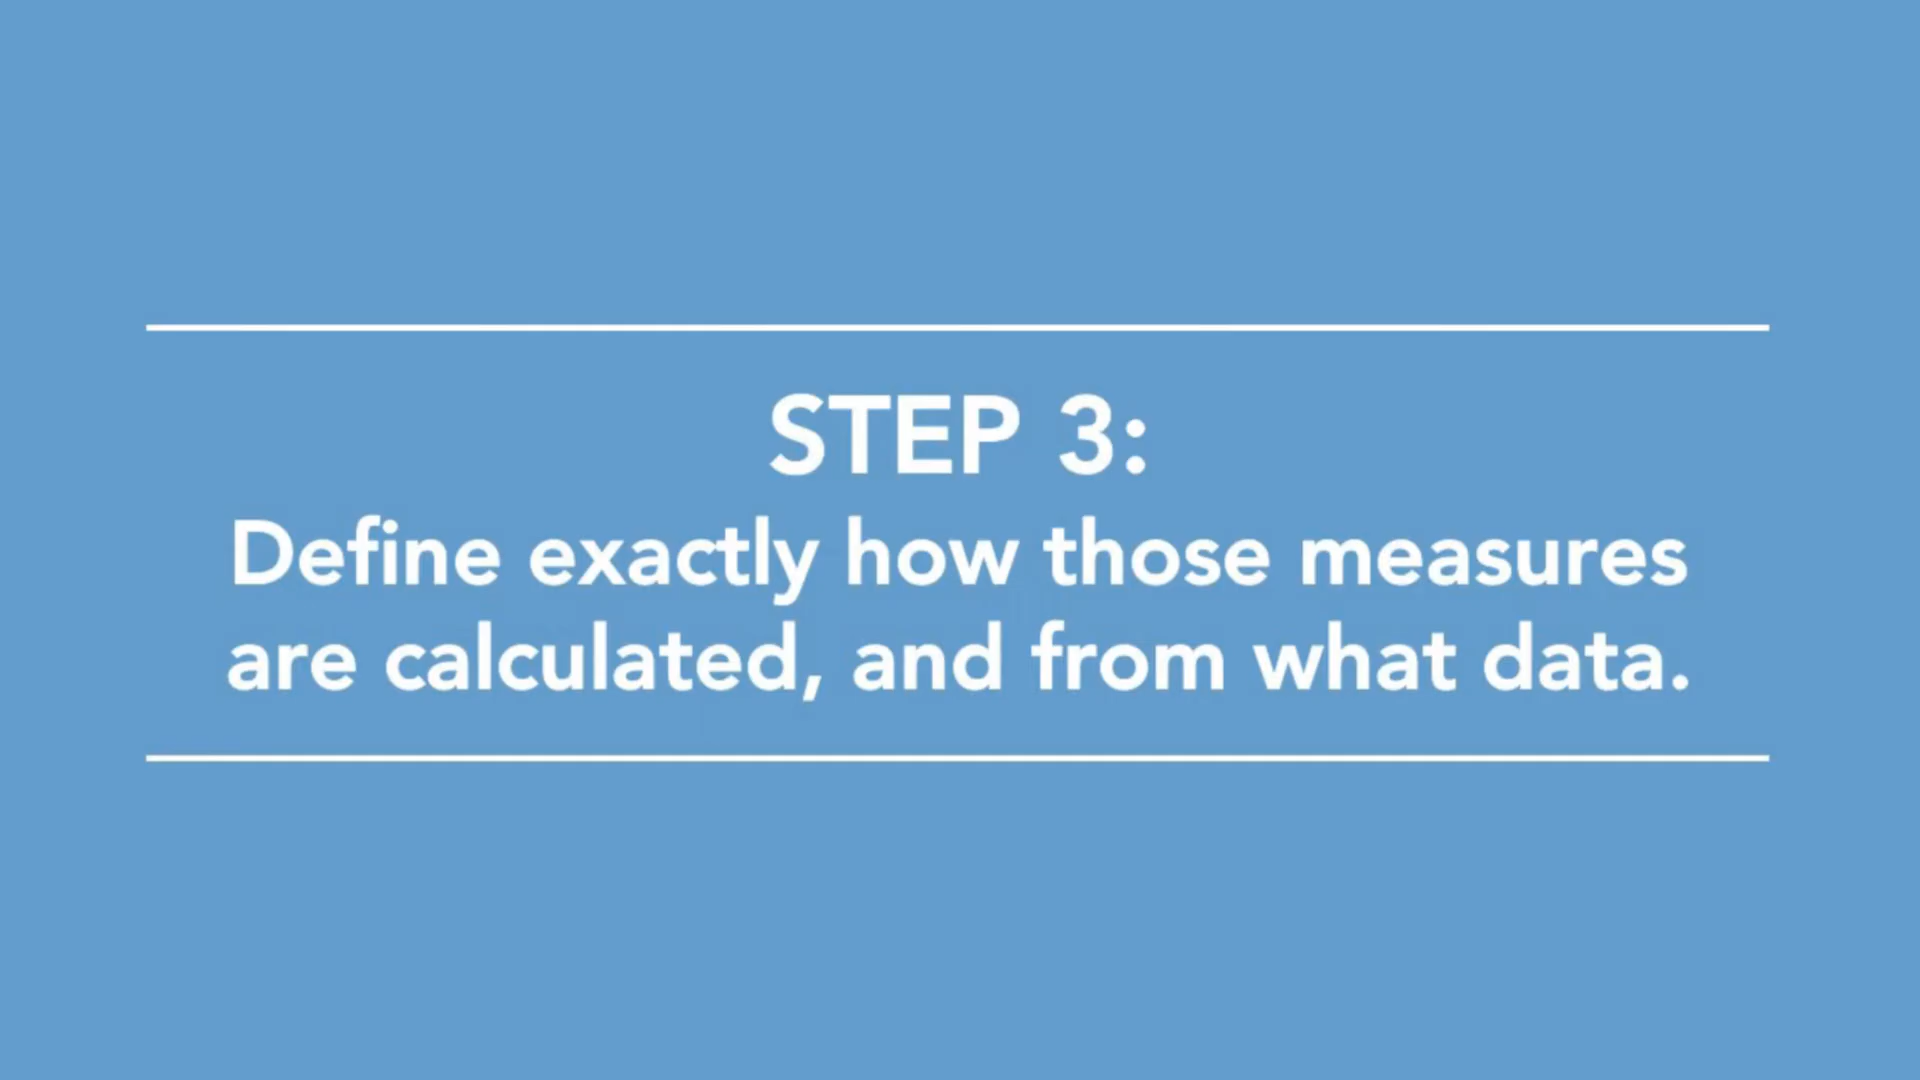 STEP 3:
Define exactly how those measures
are calculated, and from what data.